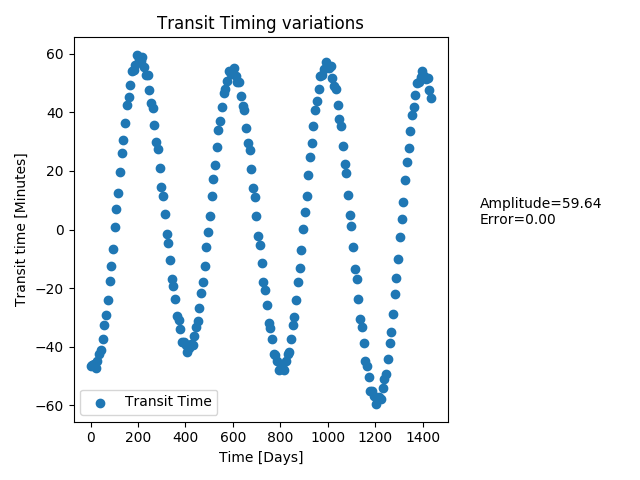 Transit Timing variations
Transit time [Minutes]
60
40
20
0
−20
−40
−60
Transit Time
0
200
400
600
800
1000
1200
1400
Time [Days]
Amplitude=59.64
Error=0.00